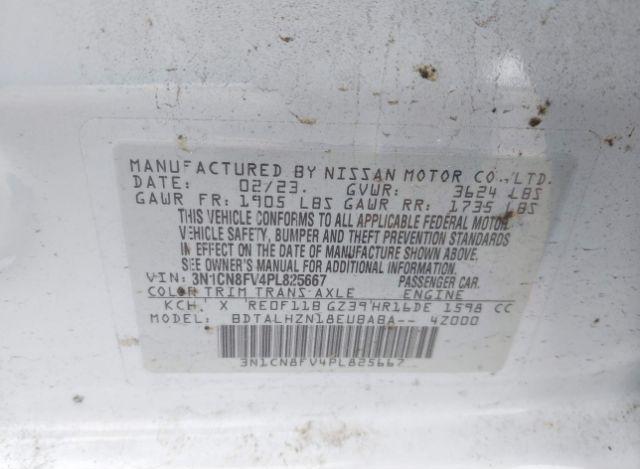 MANUFACTURED BY NISSAN MOTOR CO.,LTD.
DATE: 02/23. GVWR: 3624 LBS
GAWR FR: 1905 LBS GAWR RR: 1735 LBS
THIS VEHICLE CONFORMS TO ALL APPLICABLE FEDERAL MOTOR
VEHICLE SAFETY, BUMPER AND THEFT PREVENTION STANDARDS
IN EFFECT ON THE DATE OF MANUFACTURE SHOWN ABOVE.
SEE OWNER'S MANUAL FOR ADDITIONAL INFORMATION
VIN: 3N1CN8FV4PL825667 PASSENGER CAR.
COLOR TRIM TRANS AXLE ENGINE
KCH X RE0F11B GZ39 HR16DE 1598 CC
MODEL: BDTALHZN18EU8ABA-- 4Z000
3N1CN8FV4PL825667